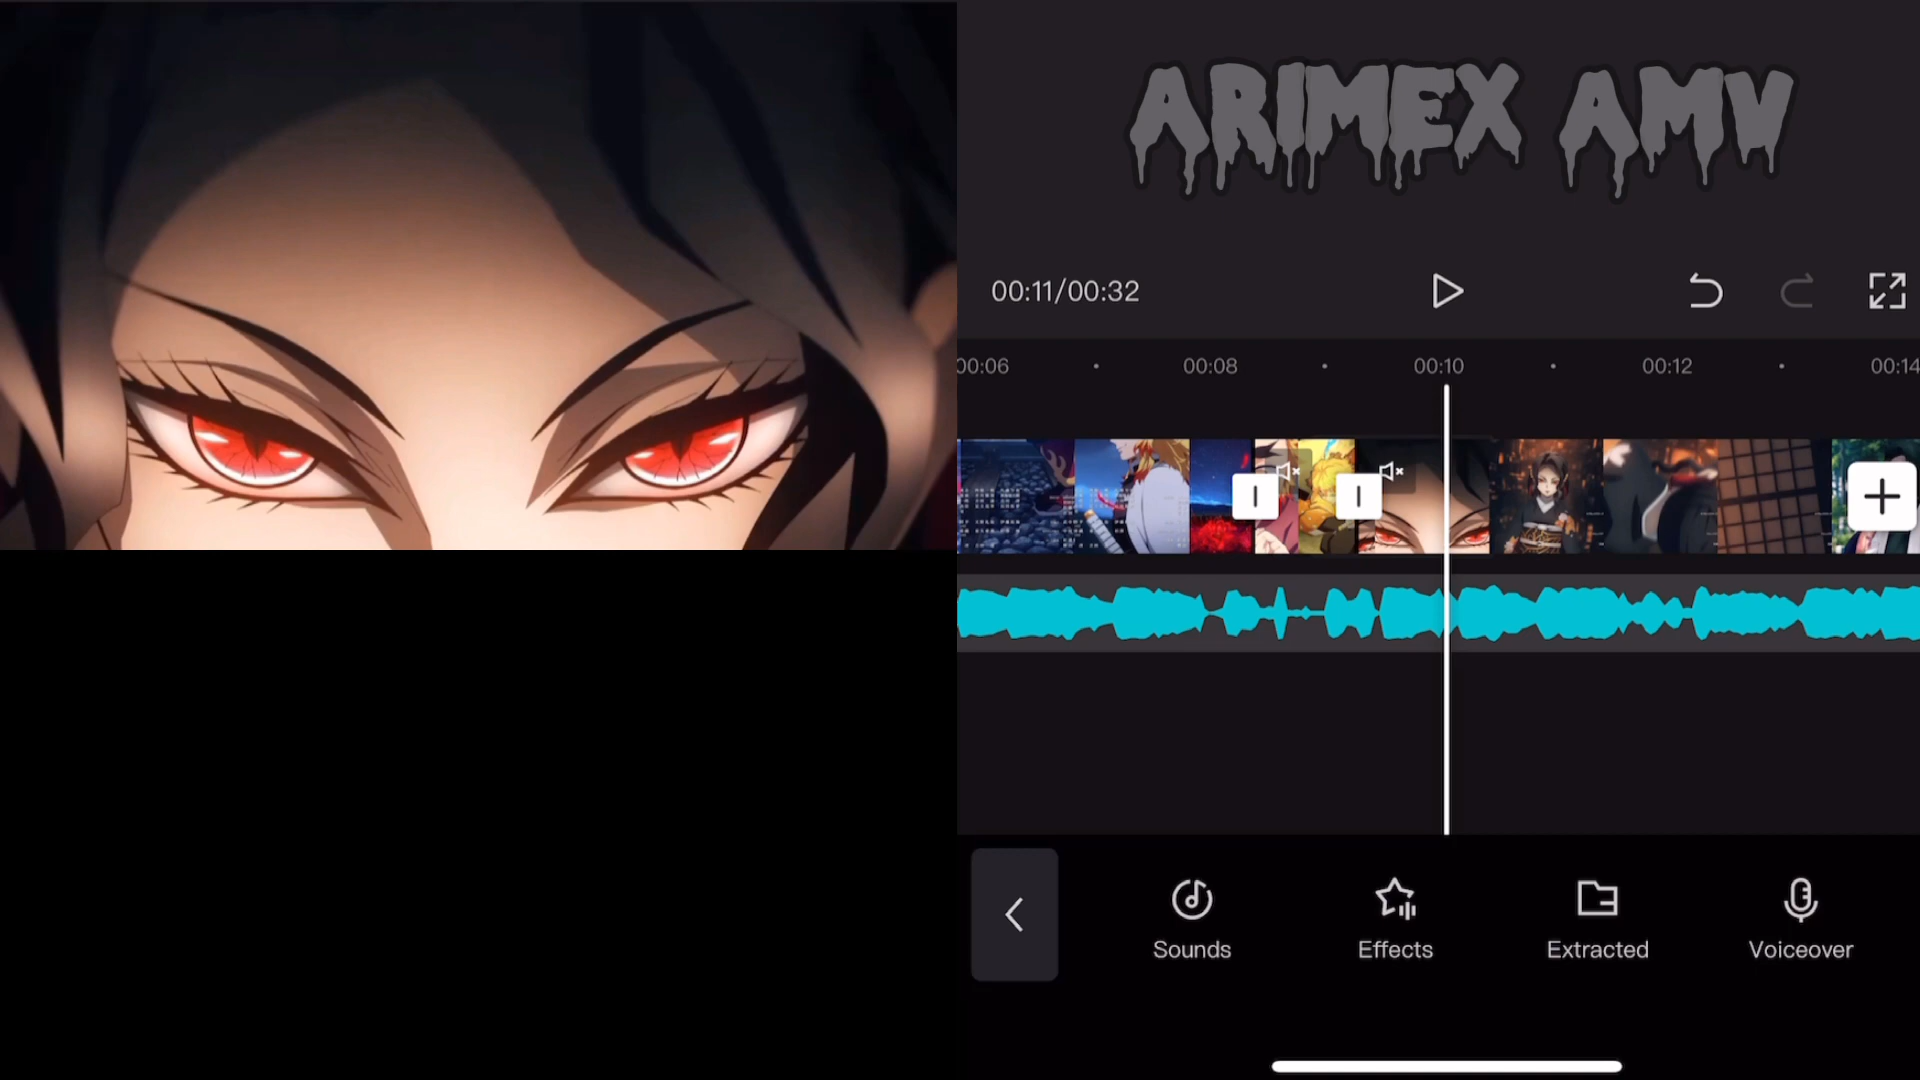 ARIMEX AMV
00:11/00:32
00:06
00:08
00:10
00:12
00:14
Sounds
Effects
Extracted
Voiceover